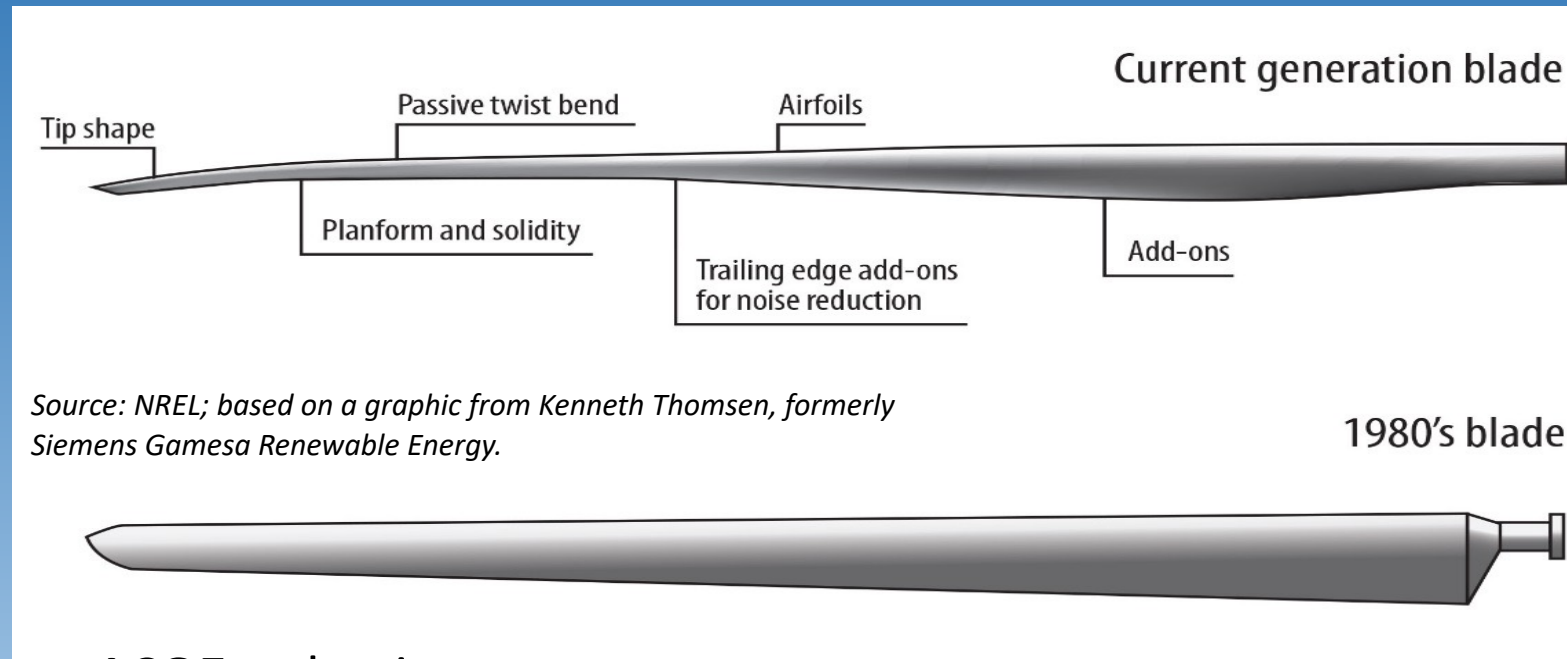 Current generation blade
Tip shape
Passive twist bend
Airfoils
Planform and solidity
Trailing edge add-ons
for noise reduction
Add-ons
Source: NREL; based on a graphic from Kenneth Thomsen, formerly
Siemens Gamesa Renewable Energy.
1980's blade